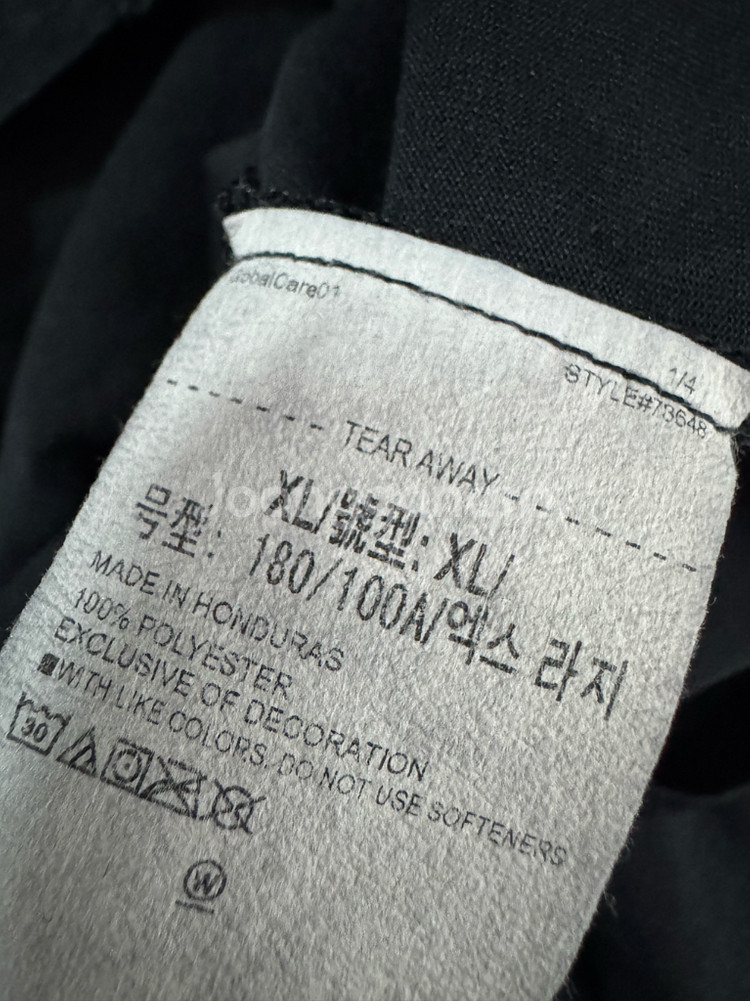 GlobalCare01
1/4
STYLE#73648
TEAR AWAY
XL/號型: XL/
号型: 180/100A/엑스 라지
MADE IN HONDURAS
100% POLYESTER
EXCLUSIVE OF DECORATION
WITH LIKE COLORS. DO NOT USE SOFTENERS
30
W